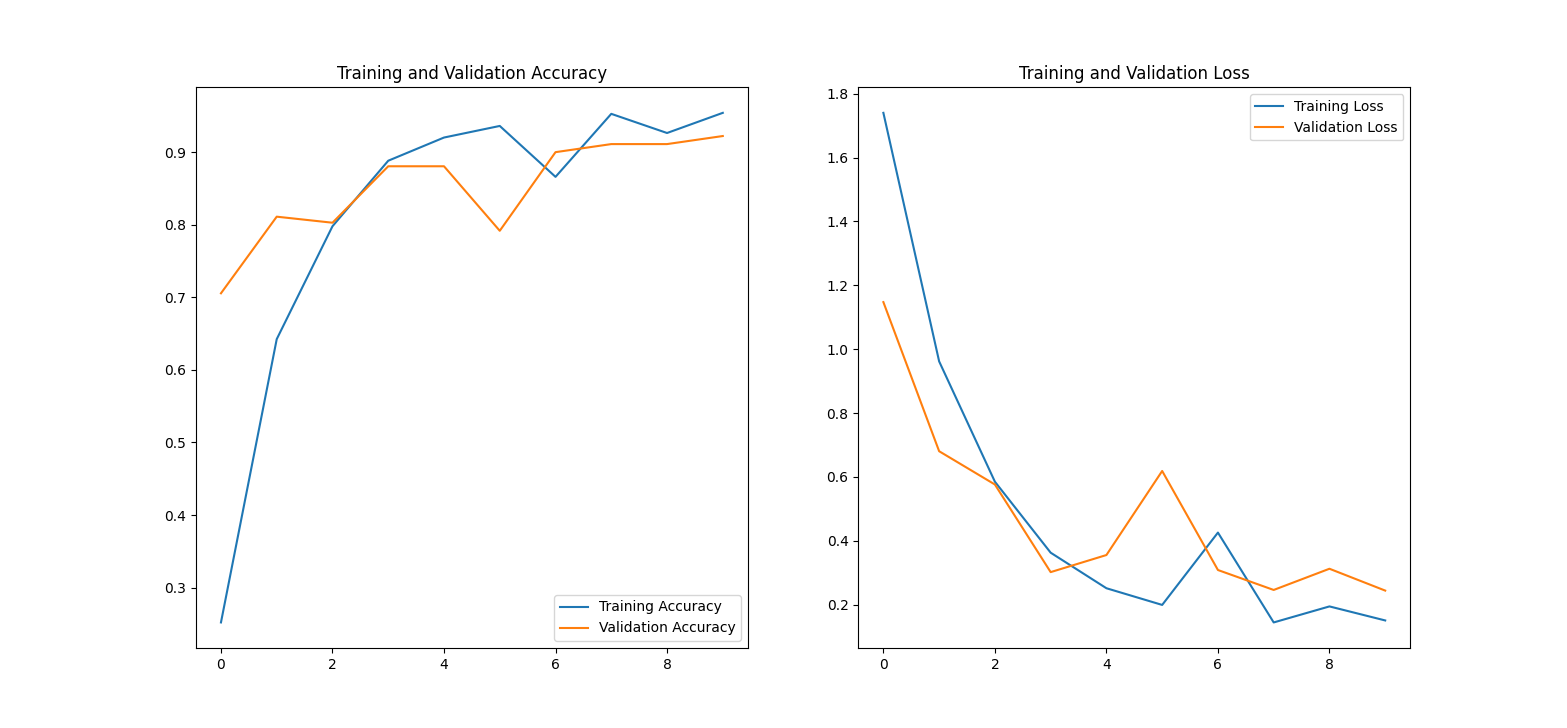 Training and Validation Accuracy
0.9
0.8
0.7
0.6
0.5
0.4
0.3
Training Accuracy
Validation Accuracy
0 2 4 6 8
Training and Validation Loss
1.8
1.6
1.4
1.2
1.0
0.8
0.6
0.4
0.2
Training Loss
Validation Loss
0 2 4 6 8